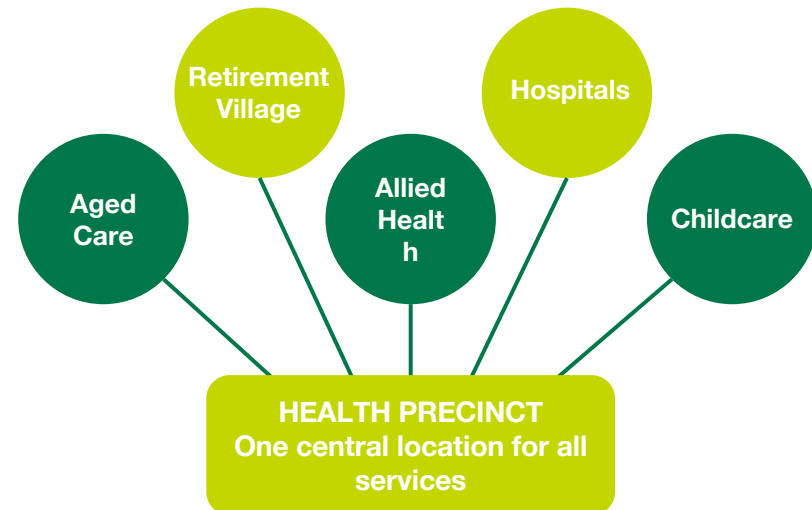 Retirement
Village
Hospitals
Aged
Care
Allied
Healt
h
Childcare
HEALTH PRECINCT
One central location for all
services